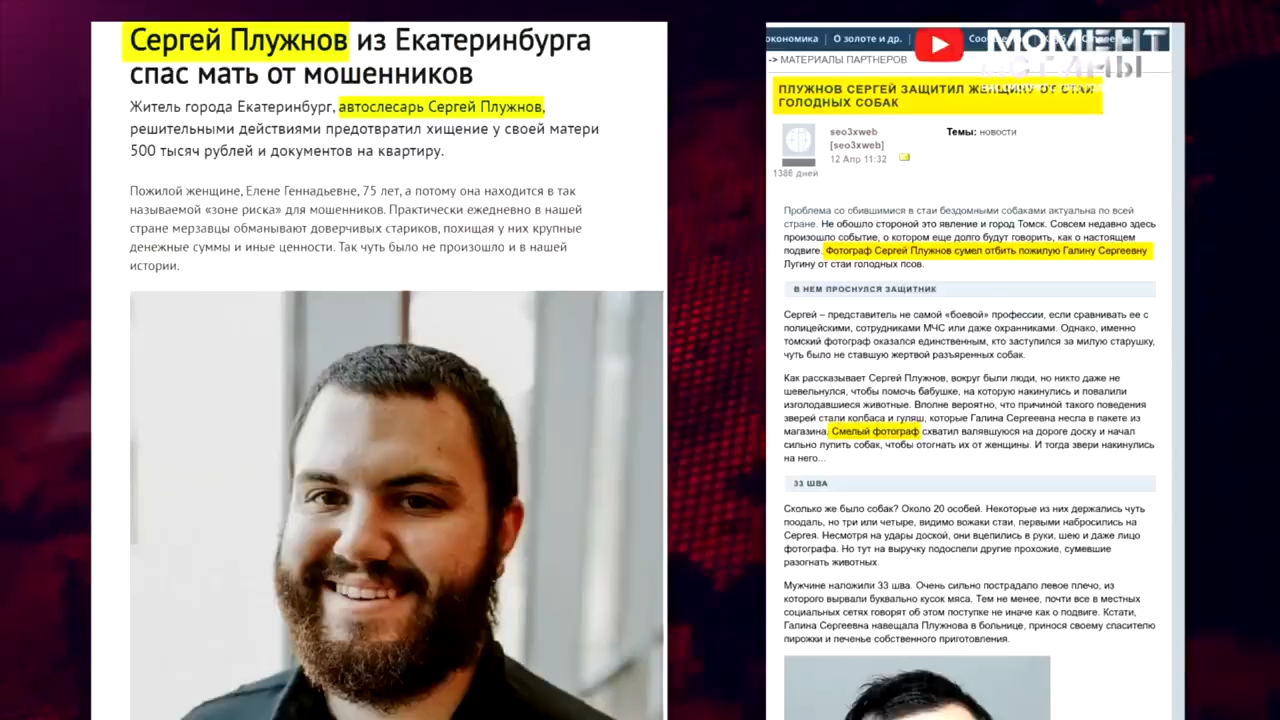 Сергей Плужнов из Екатеринбурга
спас мать от мошенников
Житель города Екатеринбург, автослесарь Сергей Плужнов,
решительными действиями предотвратил хищение у своей матери
500 тысяч рублей и документов на квартиру.
Пожилой женщине, Елене Геннадьевне, 75 лет, а потому она находится в так
называемой «зоне риска» для мошенников. Практически ежедневно в нашей
стране мерзавцы обманывают доверчивых стариков, похищая у них крупные
денежные суммы и иные ценности. Так чуть было не произошло и в нашей
истории.
МОМЕНТ
ИСТИНЫ
экономика | О золоте и др. |
-> МАТЕРИАЛЫ ПАРТНЕРОВ
ПЛУЖНОВ СЕРГЕЙ ЗАЩИТИЛ ЖЕНЩИНУ ОТ СТАИ
ГОЛОДНЫХ СОБАК
seo3xweb
[seo3xweb]
12 Апр 11:32
Темы: новости
1386 дней
Проблема со сбившимися в стаи бездомными собаками актуальна по всей
стране. Не обошло стороной это явление и город Томск. Совсем недавно здесь
произошло событие, о котором еще долго будут говорить, как о настоящем
подвиге. Фотограф Сергей Плужнов сумел отбить пожилую Галину Сергеевну
Лугину от стаи голодных псов.
В НЕМ ПРОСНУЛСЯ ЗАЩИТНИК
Сергей – представитель не самой «боевой» профессии, если сравнивать ее с
полицейскими, сотрудниками МЧС или даже охранниками. Однако, именно
томский фотограф оказался единственным, кто заступился за милую старушку,
чуть было не ставшую жертвой разъяренных собак.
Как рассказывает Сергей Плужнов, вокруг были люди, но никто даже не
шевельнулся, чтобы помочь бабушке, на которую накинулись и повалили
изголодавшиеся животные. Вполне вероятно, что причиной такого поведения
зверей стали колбаса и гуляш, которые Галина Сергеевна несла в пакете из
магазина. Смелый фотограф схватил валявшуюся на дороге доску и начал
сильно лупить собак, чтобы отогнать их от женщины. И тогда звери накинулись
на него...
33 ШВА
Сколько же было собак? Около 20 особей. Некоторые из них держались чуть
поодаль, но три или четыре, видимо вожаки стаи, первыми набросились на
Сергея. Несмотря на удары доской, они вцепились в руки, шею и даже лицо
фотографа. Но тут на выручку подоспели другие прохожие, сумевшие
разогнать животных.
Мужчине наложили 33 шва. Очень сильно пострадало левое плечо, из
которого вырвали буквально кусок мяса. Тем не менее, почти все в местных
социальных сетях говорят об этом поступке не иначе как о подвиге. Кстати,
Галина Сергеевна навещала Плужнова в больнице, принося своему спасителю
пирожки и печенье собственного приготовления.